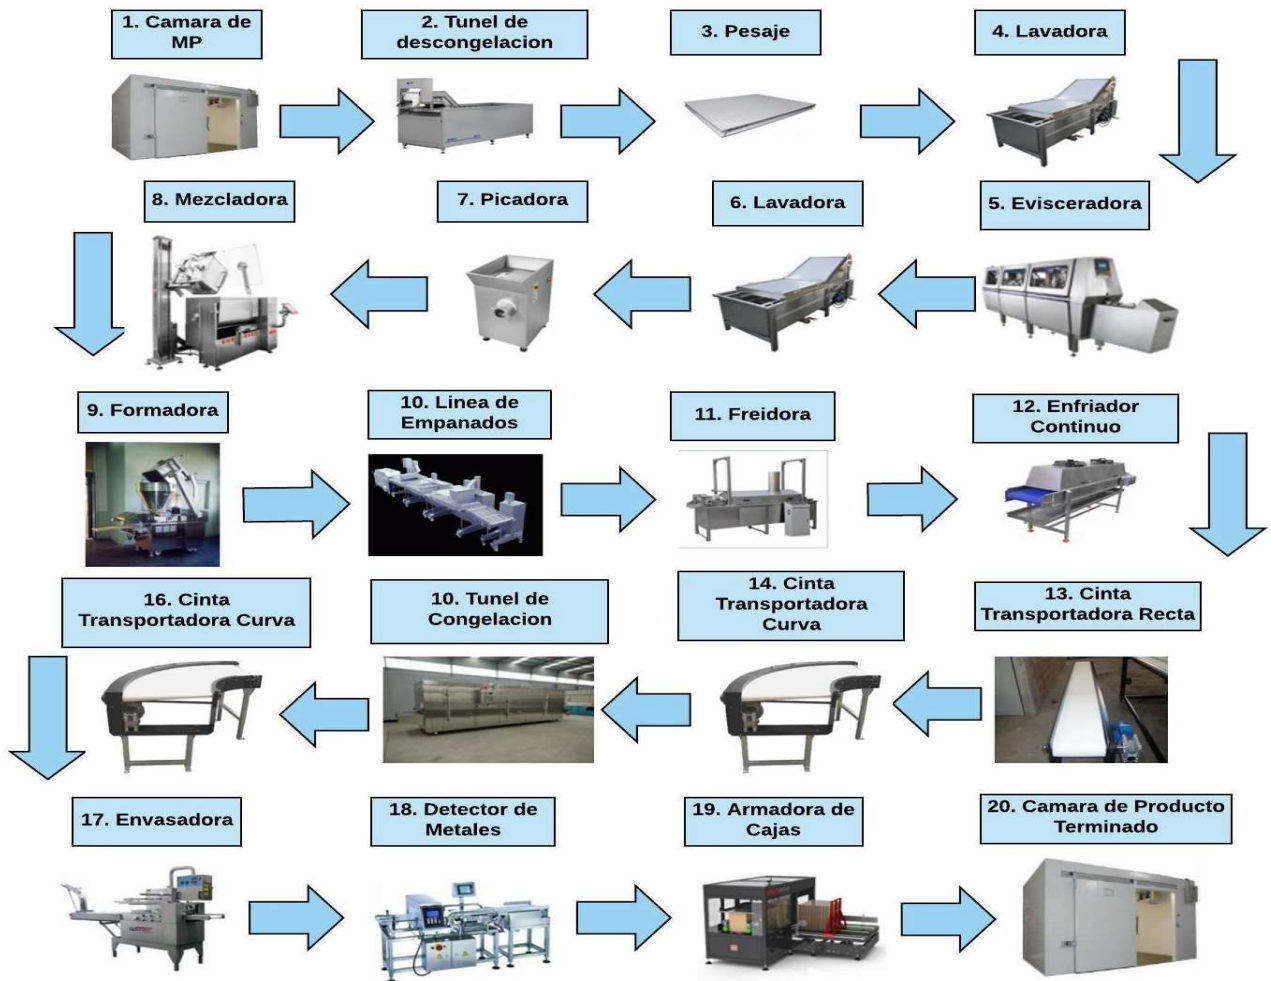 1. Camara de
MP
2. Tunel de
descongelacion
3. Pesaje
4. Lavadora
8. Mezcladora
7. Picadora
6. Lavadora
5. Evisceradora
9. Formadora
10. Linea de
Empanados
11. Freidora
12. Enfriador
Continuo
16. Cinta
Transportadora Curva
10. Tunel de
Congelacion
14. Cinta
Transportadora
Curva
13. Cinta
Transportadora Recta
17. Envasadora
18. Detector de
Metales
19. Armadora de
Cajas
20. Camara de Producto
Terminado